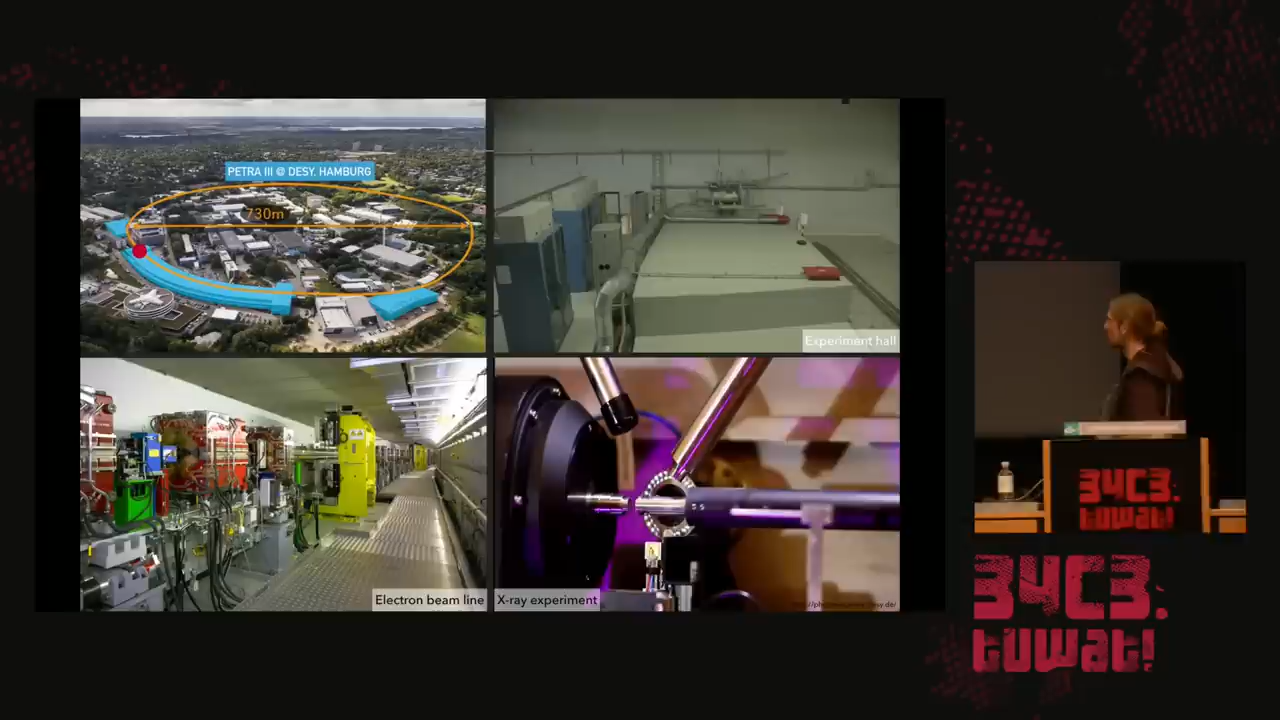 PETRA III @ DESY, HAMBURG
730m
Experiment hall
Electron beam line
X-ray experiment
34C3:
tuwat!
34C3:
tuwat!